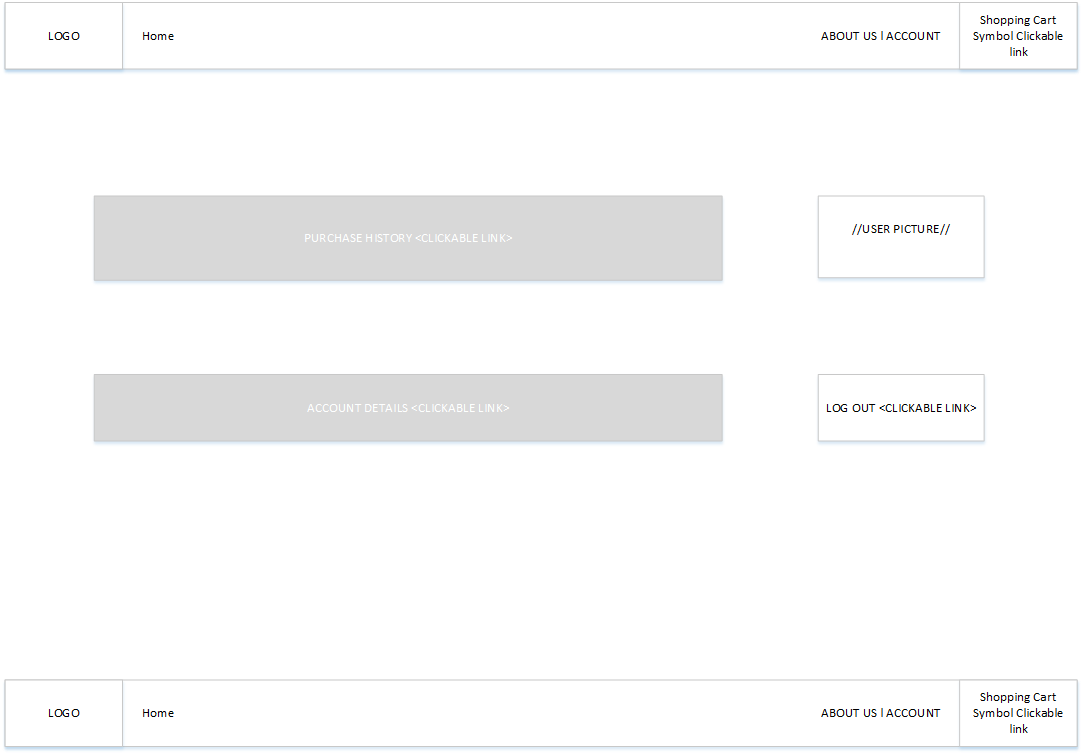 LOGO
Home
ABOUT US | ACCOUNT
Shopping Cart
Symbol Clickable
link
PURCHASE HISTORY <CLICKABLE LINK>
//USER PICTURE//
ACCOUNT DETAILS <CLICKABLE LINK>
LOG OUT <CLICKABLE LINK>
LOGO
Home
ABOUT US | ACCOUNT
Shopping Cart
Symbol Clickable
link